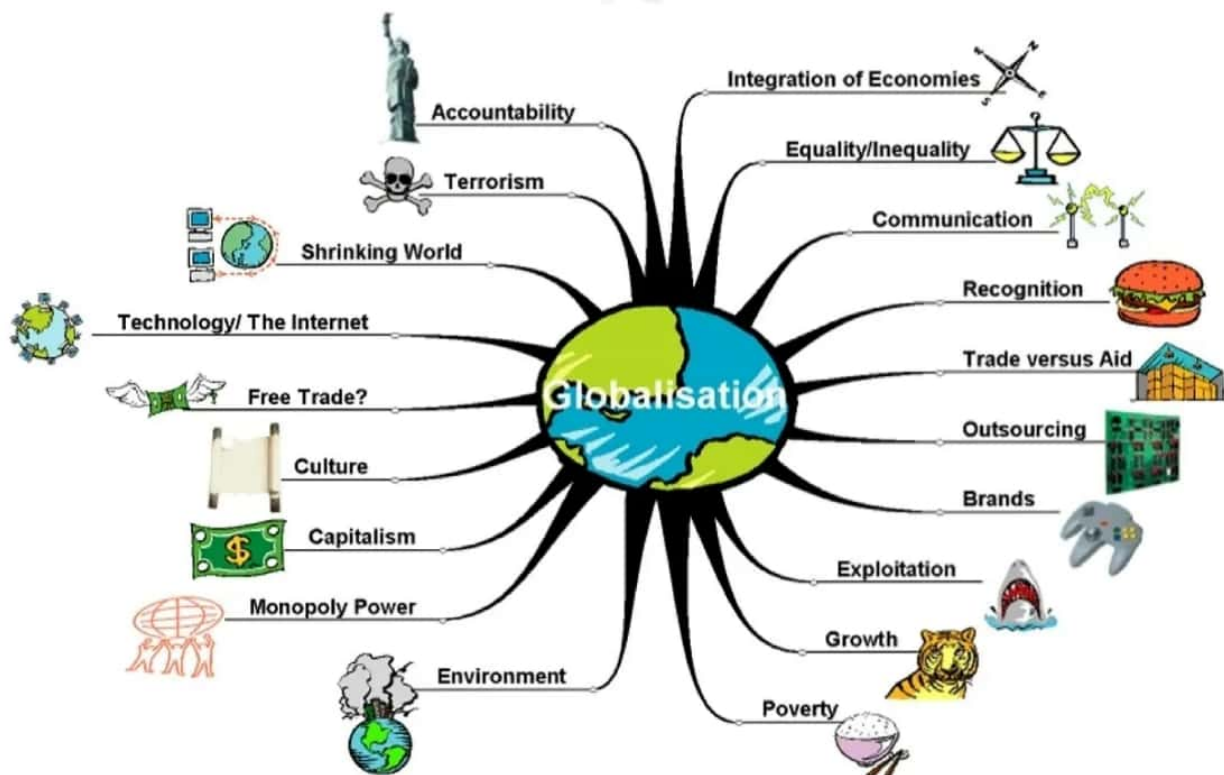 Globalisation
Integration of Economies
Equality/Inequality
Communication
Recognition
Trade versus Aid
Outsourcing
Brands
Exploitation
Growth
Poverty
Environment
Monopoly Power
Capitalism
Culture
Free Trade?
Technology/ The Internet
Shrinking World
Terrorism
Accountability